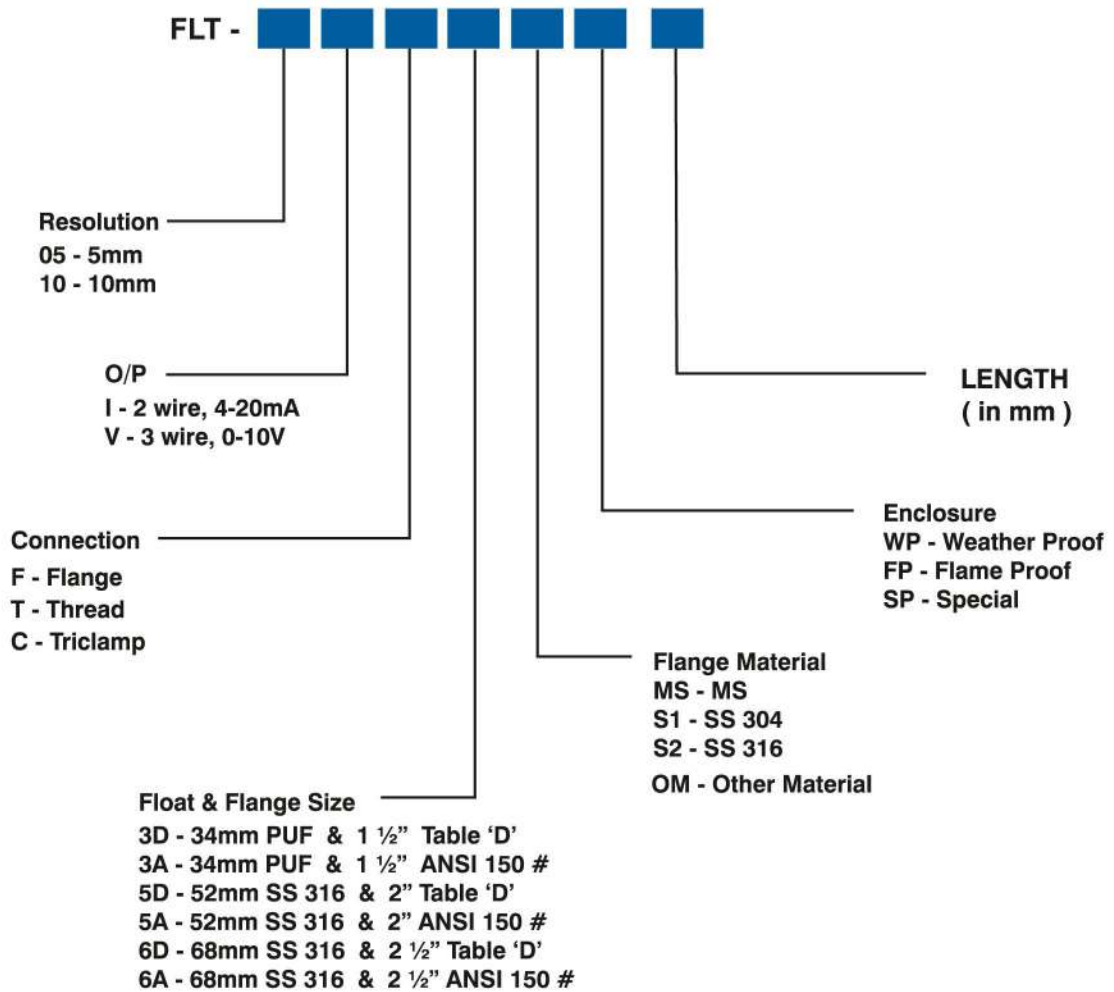 FLT -
Resolution
05 - 5mm
10 - 10mm
O/P
I - 2 wire, 4-20mA
V - 3 wire, 0-10V
LENGTH
( in mm )
Connection
F - Flange
T - Thread
C - Triclamp
Enclosure
WP - Weather Proof
FP - Flame Proof
SP - Special
Flange Material
MS - MS
S1 - SS 304
S2 - SS 316
OM - Other Material
Float & Flange Size
3D - 34mm PUF & 1 ½” Table ‘D’
3A - 34mm PUF & 1 ½” ANSI 150 #
5D - 52mm SS 316 & 2” Table ‘D’
5A - 52mm SS 316 & 2” ANSI 150 #
6D - 68mm SS 316 & 2 ½” Table ‘D’
6A - 68mm SS 316 & 2 ½” ANSI 150 #